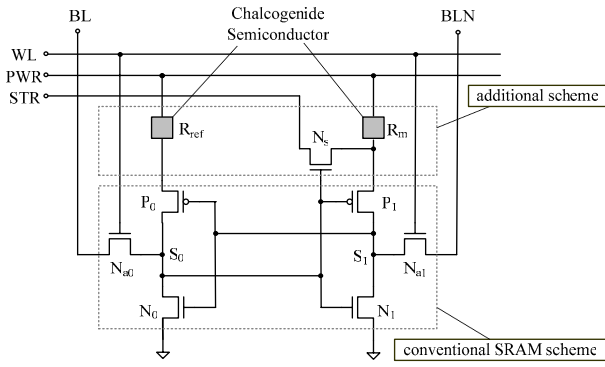 BL
Chalcogenide
Semiconductor
BLN
WL
PWR
STR
additional scheme
Rref
Ns
Rm
P0
P1
Na0
S0
S1
Na1
N0
N1
conventional SRAM scheme